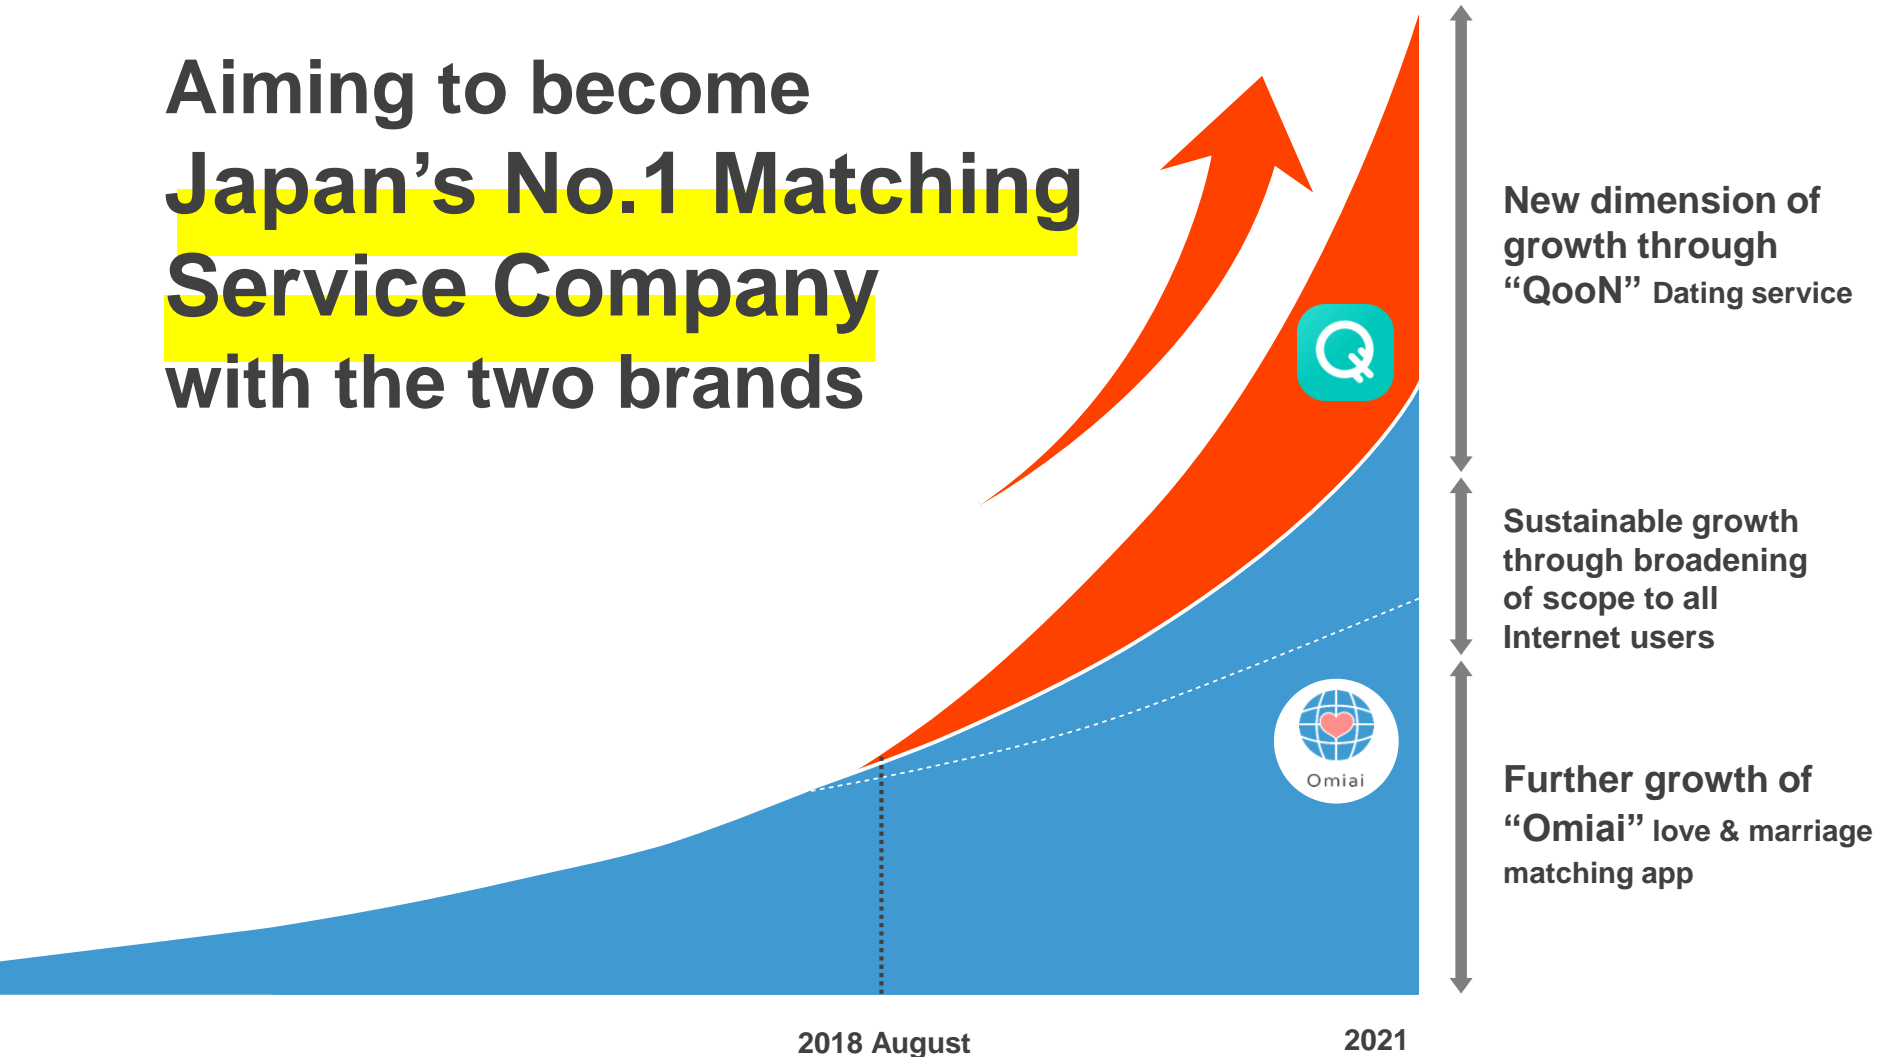 Aiming to become
Japan’s No.1 Matching
Service Company
with the two brands
New dimension of
growth through
“QooN” Dating service
Sustainable growth
through broadening
of scope to all
Internet users
Omiai
Further growth of
“Omiai” love & marriage
matching app
2018 August
2021